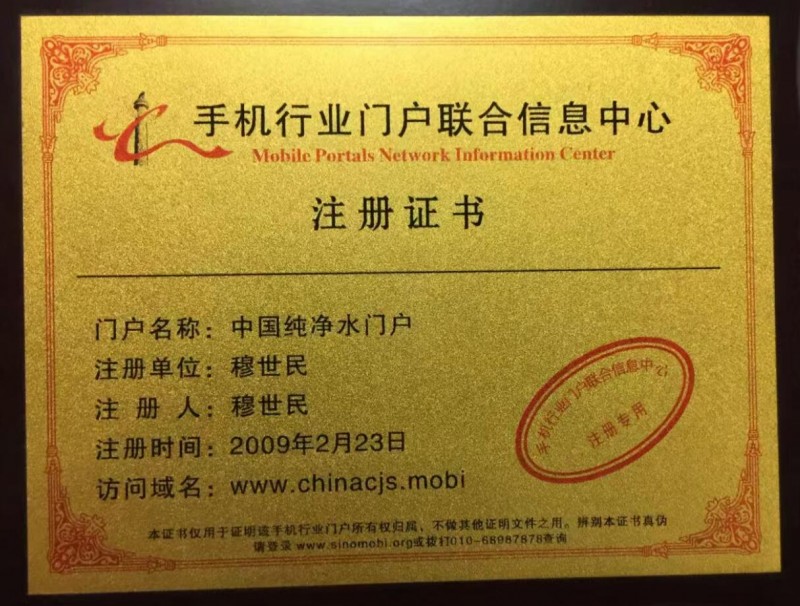 手机行业门户联合信息中心
Mobile Portals Network Information Center
注册证书
门户名称：中国纯净水门户
注册单位：穆世民
注 册 人：穆世民
注册时间：2009年2月23日
访问域名：www.chinacjs.mobi
手机行业门户联合信息中心
注册专用
本证书仅用于证明该手机行业门户所有权归属、不做其他证明文件之用。辨别本证书真伪
请登录www.sinomobi.org或拨打010-68987878查询